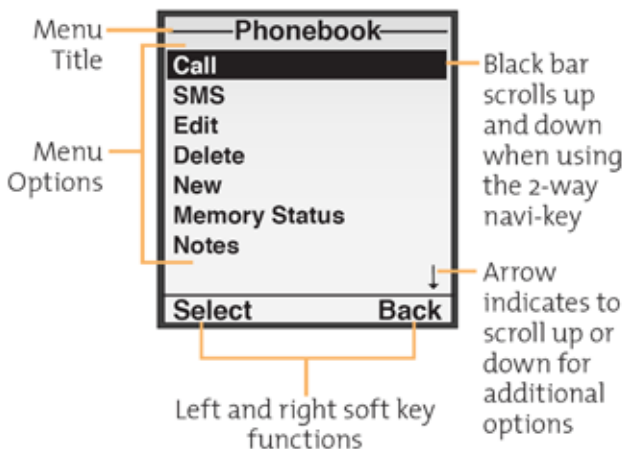 Menu
Title
Phonebook
Call
SMS
Edit
Delete
New
Memory Status
Notes
Select
Back
Menu
Options
Black bar
scrolls up
and down
when using
the 2-way
navi-key
Arrow
indicates to
scroll up or
down for
additional
options
Left and right soft key
functions